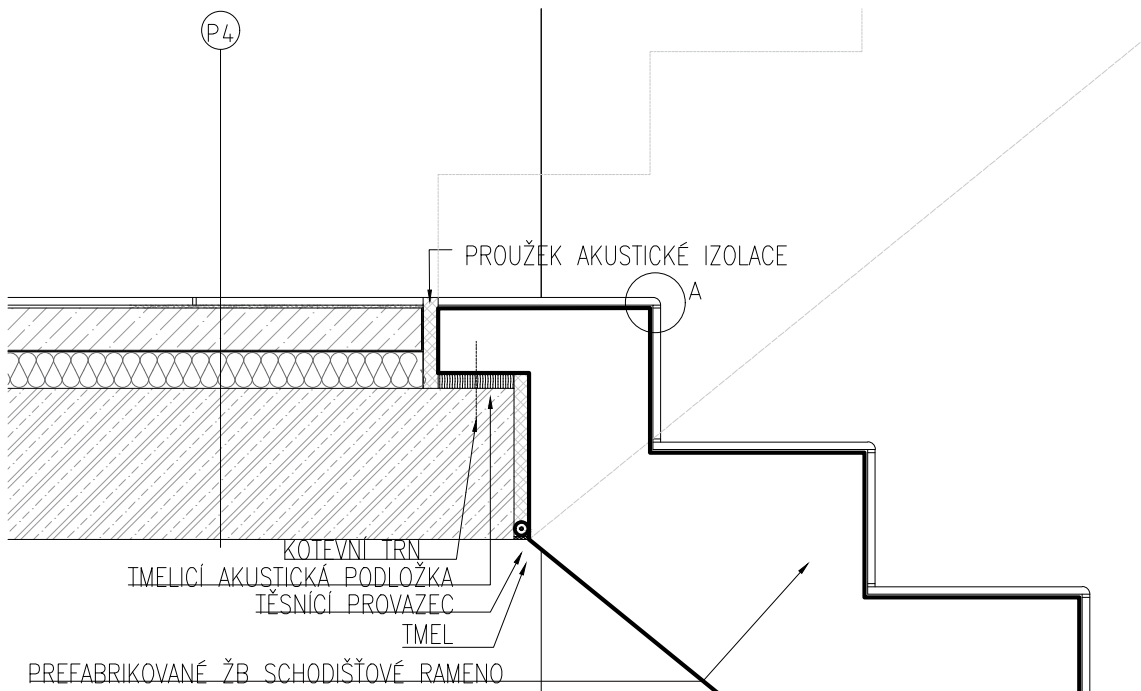 P4
PROUŽEK AKUSTICKÉ IZOLACE
A
KOTEVNÍ TRN
TMELICÍ AKUSTICKÁ PODLOŽKA
TĚSNÍCÍ PROVAZEC
TMEL
PREFABRIKOVANÉ ŽB SCHODIŠŤOVÉ RAMENO